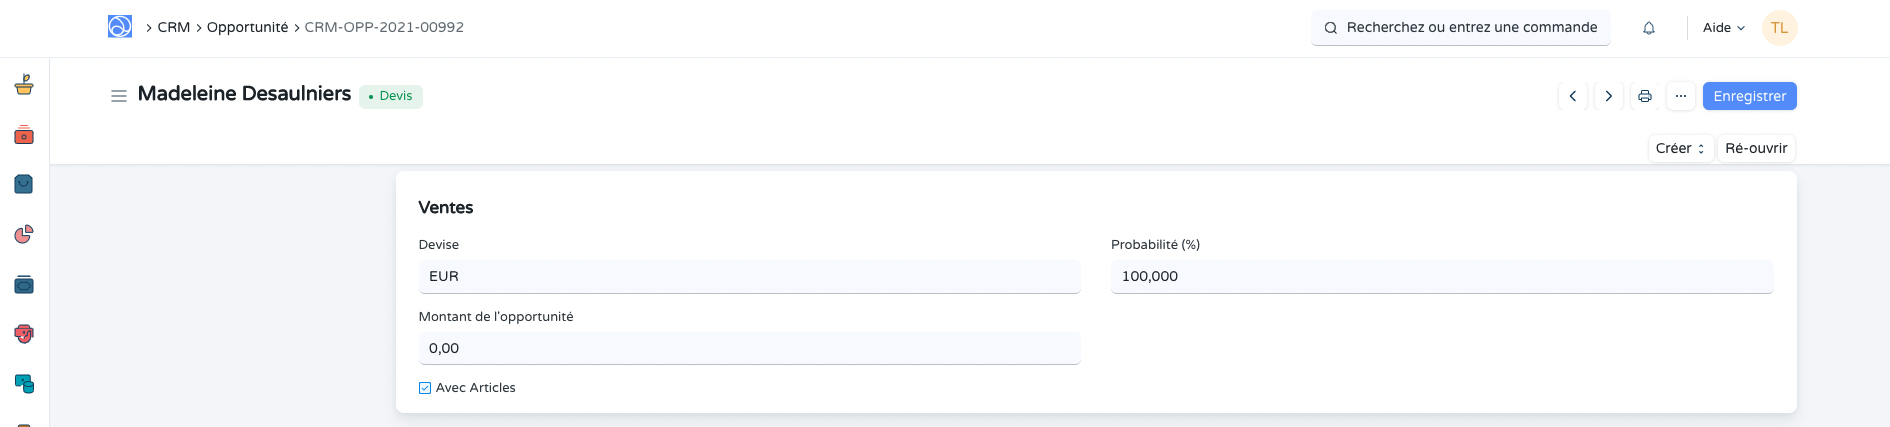 CRM > Opportunité > CRM-OPP-2021-00992
Recherchez ou entrez une commande
Aide
TL
Madeleine Desaulniers
Devis
Enregistrer
Créer
Ré-ouvrir
Ventes
Devise
EUR
Probabilité (%)
100,000
Montant de l'opportunité
0,00
Avec Articles